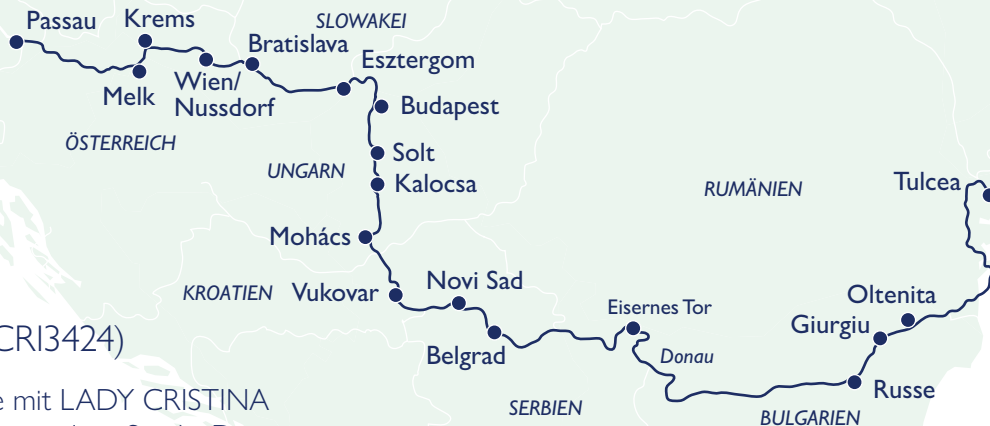 SLOWAKEI
Passau
Krems
Bratislava
Esztergom
Melk
Wien/
Nussdorf
Budapest
ÖSTERREICH
Solt
UNGARN
Kalocsa
RUMÄNIEN
Tulcea
Mohács
KROATIEN
Vukovar
Novi Sad
Eisernes Tor
Oltenita
Giurgiu
Belgrad
Donau
Russe
SERBIEN
BULGARIEN
CRI3424)
e mit LADY CRISTINA